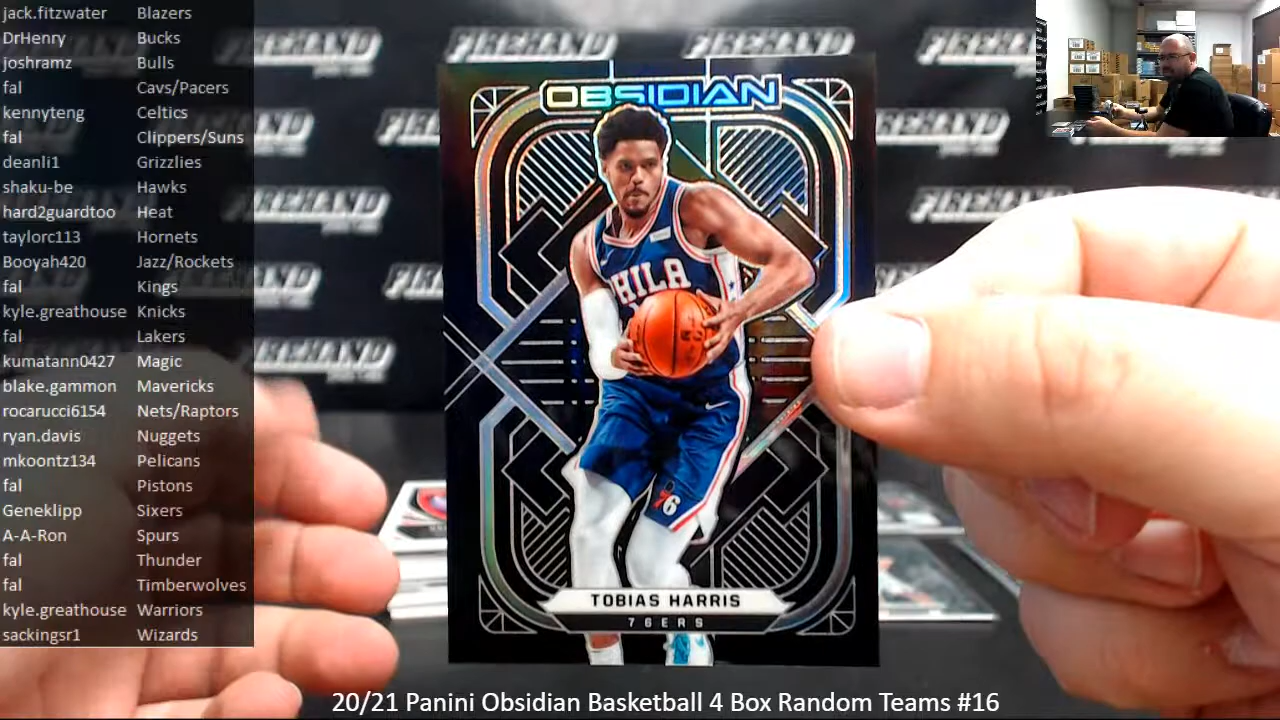 jack.fitzwater Blazers
DrHenry Bucks
joshramz Bulls
fal Cavs/Pacers
kennyteng Celtics
fal Clippers/Suns
deanli1 Grizzlies
shaku-be Hawks
hard2guardtoo Heat
taylorc113 Hornets
Booyah420 Jazz/Rockets
fal Kings
kyle.greathouse Knicks
fal Lakers
kumatann0427 Magic
blake.gammon Mavericks
rocarucci6154 Nets/Raptors
ryan.davis Nuggets
mkoontz134 Pelicans
fal Pistons
Geneklipp Sixers
A-A-Ron Spurs
fal Thunder
fal Timberwolves
kyle.greathouse Warriors
sackingsr1 Wizards
FIREHAND FIREHAND
OBSIDIAN
PHILA
76
TOBIAS HARRIS
76ERS
20/21 Panini Obsidian Basketball 4 Box Random Teams #16